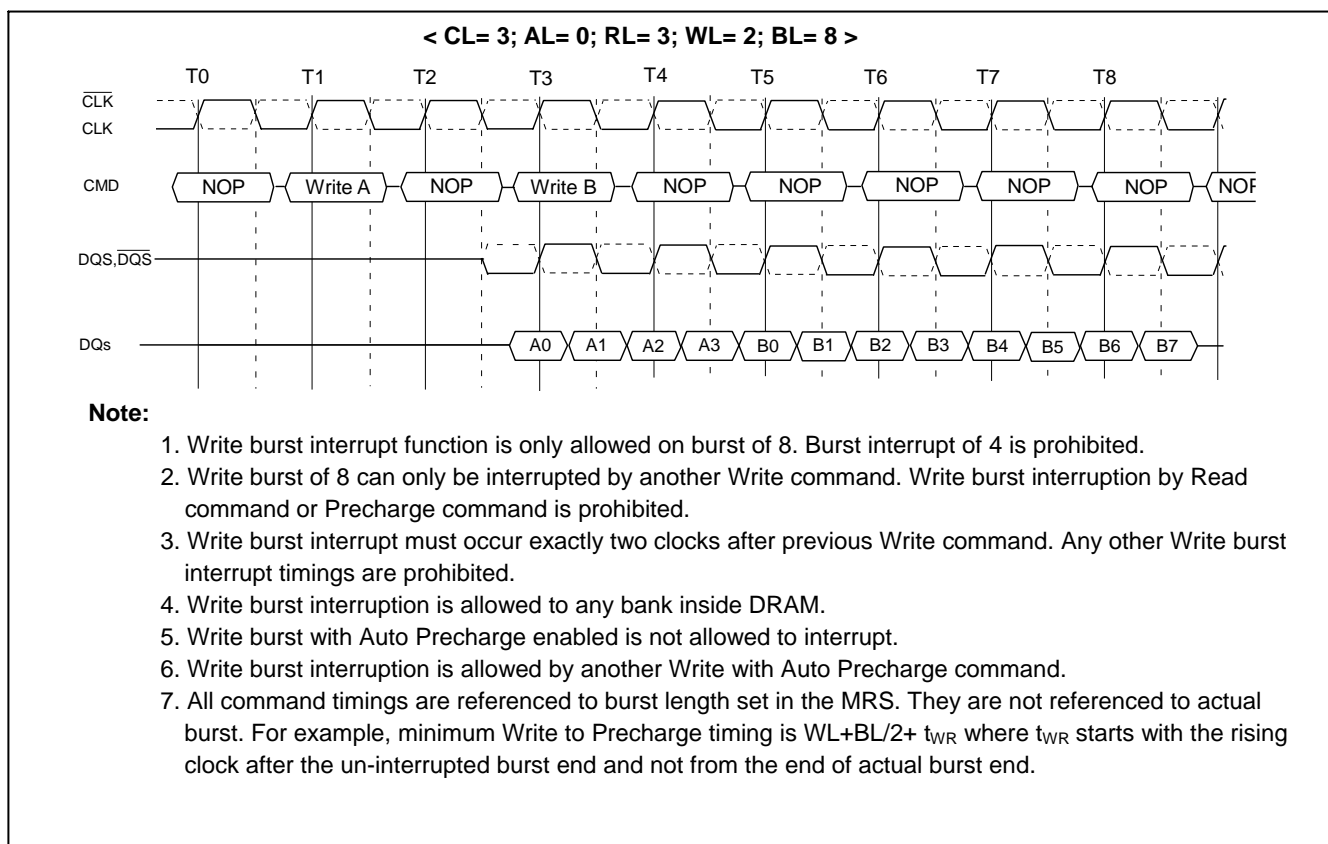 < CL= 3; AL= 0; RL= 3; WL= 2; BL= 8 >
T0 T1 T2 T3 T4 T5 T6 T7 T8
CLK
CLK
CMD NOP Write A NOP Write B NOP NOP NOP NOP NOP NOP
DQS,DQS
DQs A0 A1 A2 A3 B0 B1 B2 B3 B4 B5 B6 B7
Note:
1. Write burst interrupt function is only allowed on burst of 8. Burst interrupt of 4 is prohibited.
2. Write burst of 8 can only be interrupted by another Write command. Write burst interruption by Read
command or Precharge command is prohibited.
3. Write burst interrupt must occur exactly two clocks after previous Write command. Any other Write burst
interrupt timings are prohibited.
4. Write burst interruption is allowed to any bank inside DRAM.
5. Write burst with Auto Precharge enabled is not allowed to interrupt.
6. Write burst interruption is allowed by another Write with Auto Precharge command.
7. All command timings are referenced to burst length set in the MRS. They are not referenced to actual
burst. For example, minimum Write to Precharge timing is WL+BL/2+ tWR where tWR starts with the rising
clock after the un-interrupted burst end and not from the end of actual burst end.